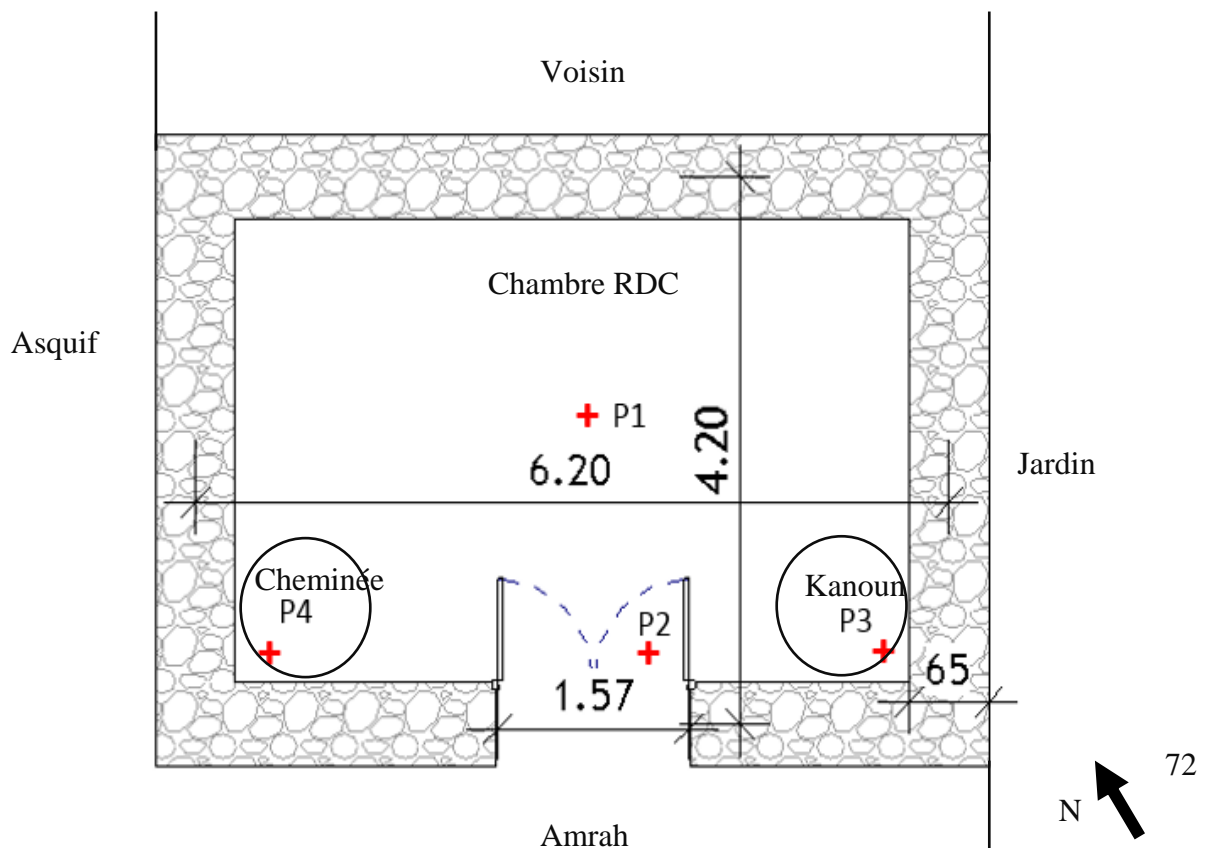 Voisin
Chambre RDC
Asquif
P1
6.20
4.20
Jardin
Cheminée
Kanoun
P4
P2
P3
65
1.57
72
N
Amrah